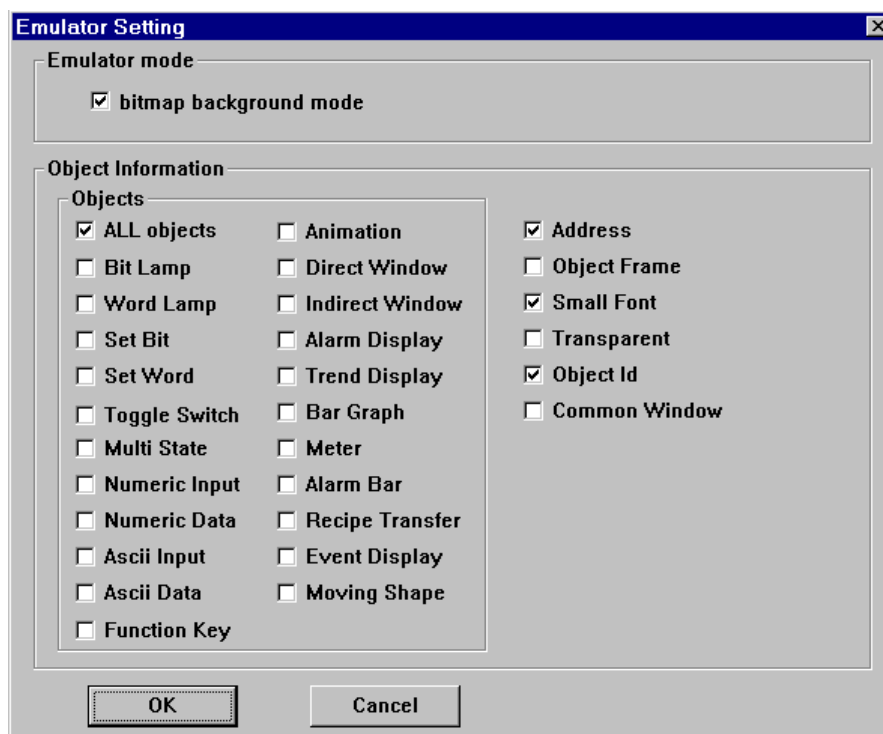 Emulator Setting
Emulator mode
bitmap background mode
Object Information
Objects
ALL objects
Bit Lamp
Word Lamp
Set Bit
Set Word
Toggle Switch
Multi State
Numeric Input
Numeric Data
Ascii Input
Ascii Data
Function Key
Animation
Direct Window
Indirect Window
Alarm Display
Trend Display
Bar Graph
Meter
Alarm Bar
Recipe Transfer
Event Display
Moving Shape
Address
Object Frame
Small Font
Transparent
Object Id
Common Window
OK
Cancel